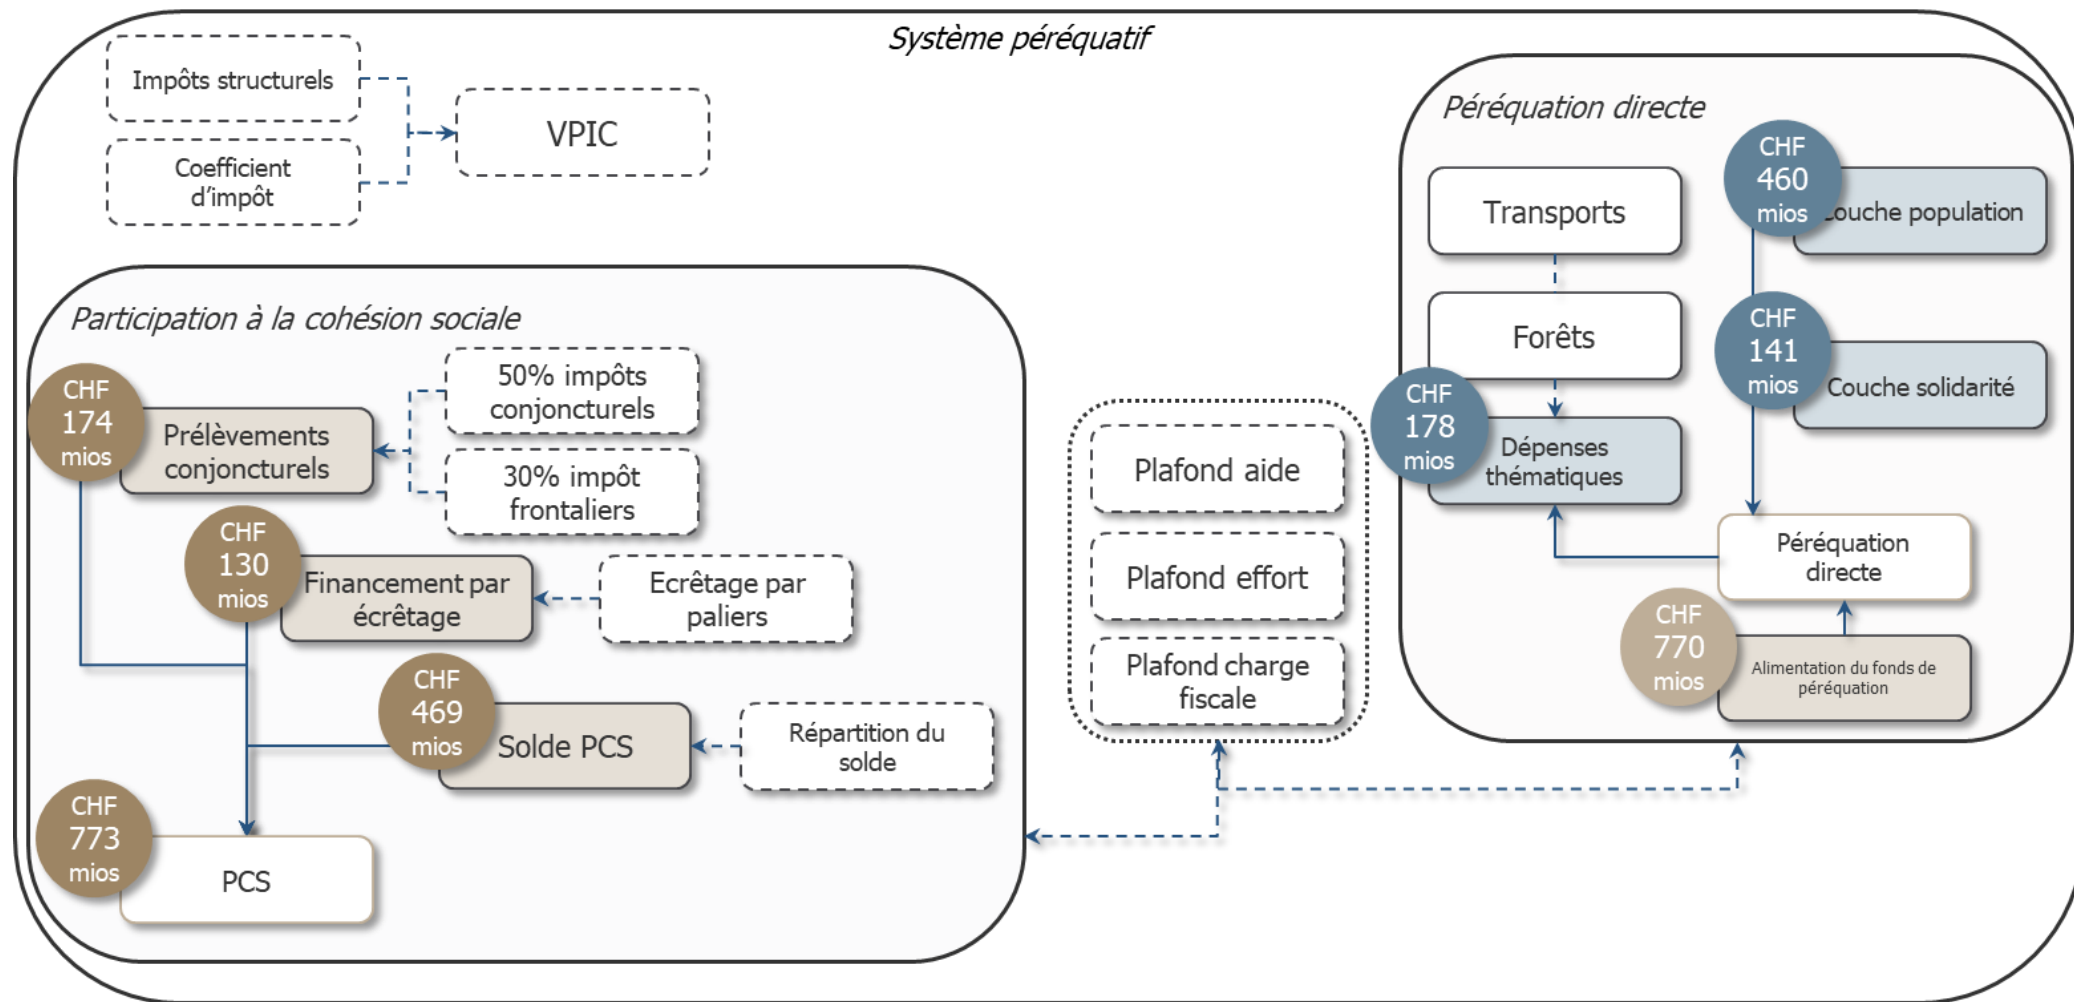 Système péréquatif
Impôts structurels
Coefficient
d'impôt
VPIC
Participation à la cohésion sociale
CHF
174
mios
Prélèvements
conjoncturels
50% impôts
conjoncturels
30% impôt
frontaliers
CHF
130
mios
Financement par
écrêtage
Ecrêtage par
paliers
CHF
469
mios
Solde PCS
Répartition du
solde
CHF
773
mios
PCS
Plafond aide
Plafond effort
Plafond charge
fiscale
Péréquation directe
Transports
Forêts
CHF
178
mios
Dépenses
thématiques
CHF
460
mios
Couche population
CHF
141
mios
Couche solidarité
Péréquation
directe
CHF
770
mios
Alimentation du fonds de
péréquation